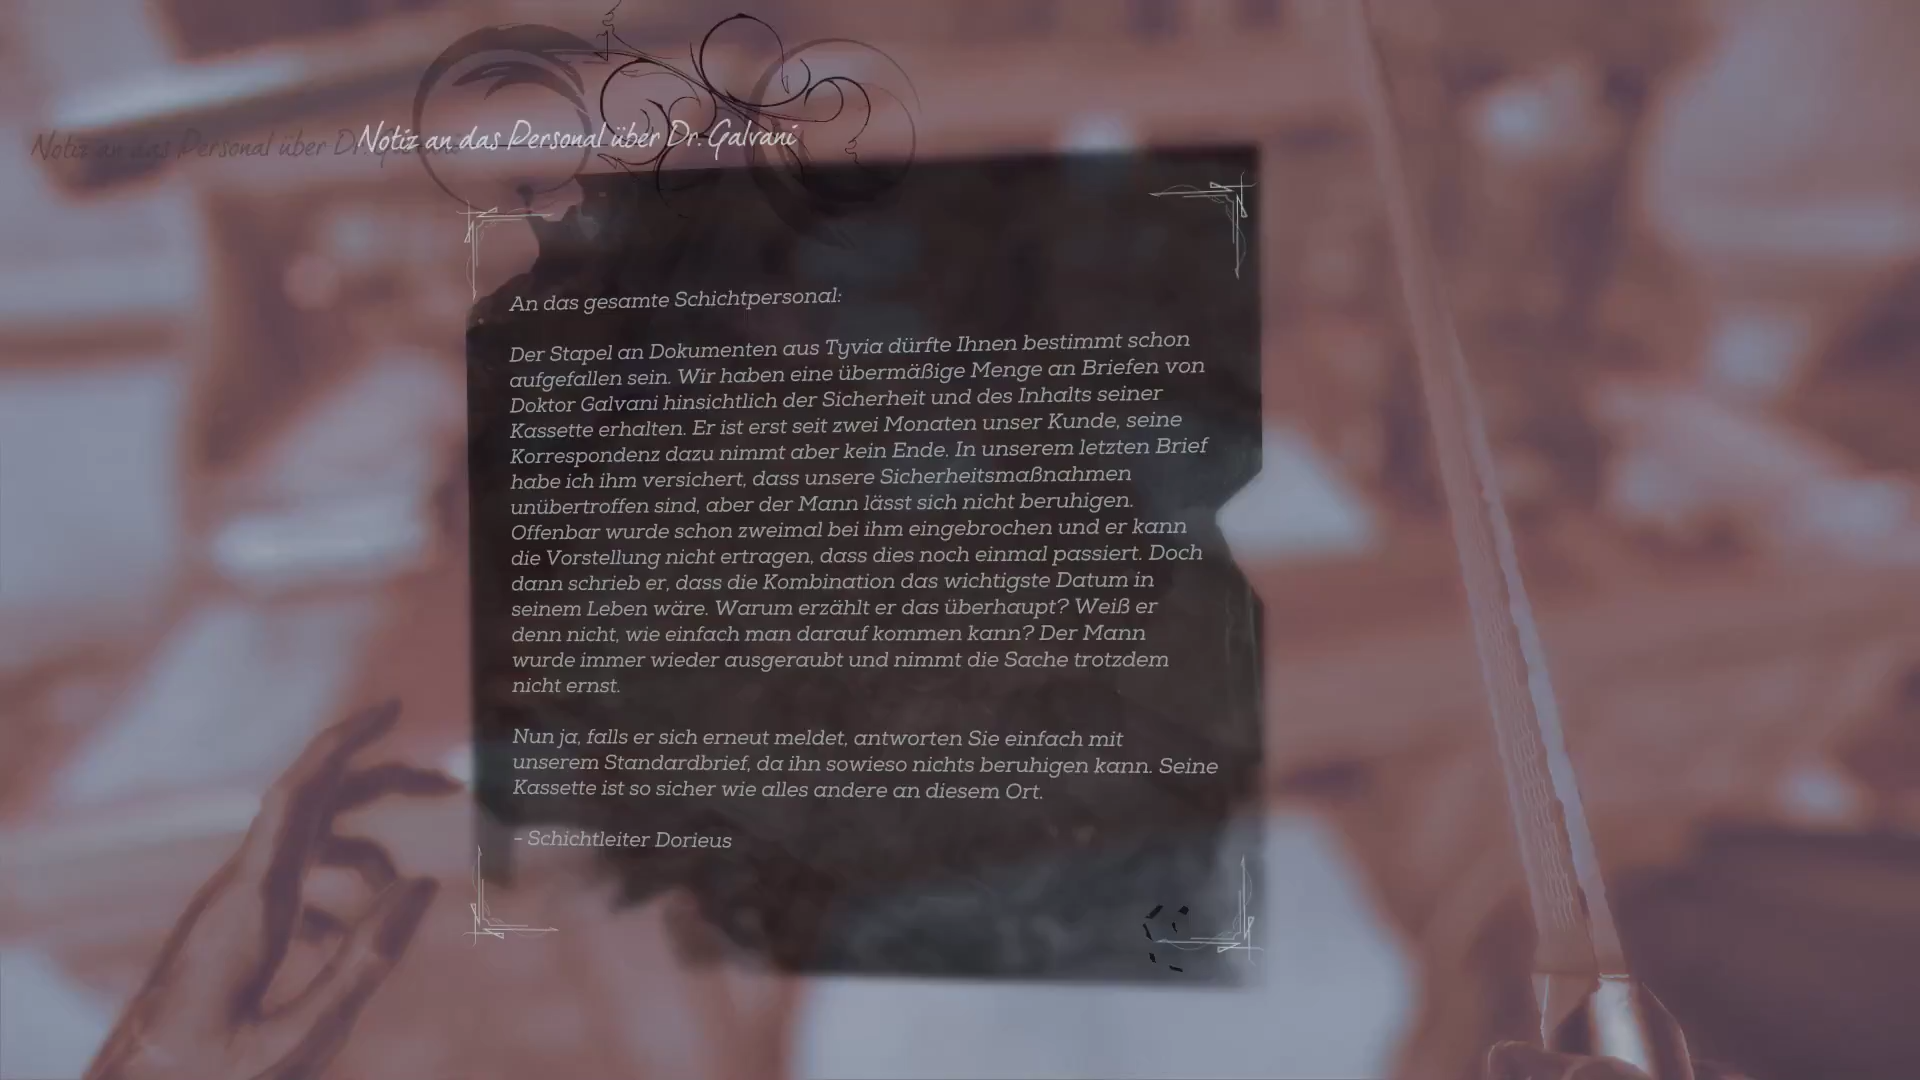 Notiz an das Personal über Dr. Galvani
An das gesamte Schichtpersonal:
Der Stapel an Dokumenten aus Tyvia dürfte Ihnen bestimmt schon
aufgefallen sein. Wir haben eine übermäßige Menge an Briefen von
Doktor Galvani hinsichtlich der Sicherheit und des Inhalts seiner
Kassette erhalten. Er ist erst seit zwei Monaten unser Kunde, seine
Korrespondenz dazu nimmt aber kein Ende. In unserem letzten Brief
habe ich ihm versichert, dass unsere Sicherheitsmaßnahmen
unübertroffen sind, aber der Mann lässt sich nicht beruhigen.
Offenbar wurde schon zweimal bei ihm eingebrochen und er kann
die Vorstellung nicht ertragen, dass dies noch einmal passiert. Doch
dann schrieb er, dass die Kombination das wichtigste Datum in
seinem Leben wäre. Warum erzählt er das überhaupt? Weiß er
denn nicht, wie einfach man darauf kommen kann? Der Mann
wurde immer wieder ausgeraubt und nimmt die Sache trotzdem
nicht ernst.
Nun ja, falls er sich erneut meldet, antworten Sie einfach mit
unserem Standardbrief, da ihn sowieso nichts beruhigen kann. Seine
Kassette ist so sicher wie alles andere an diesem Ort.
– Schichtleiter Dorieus